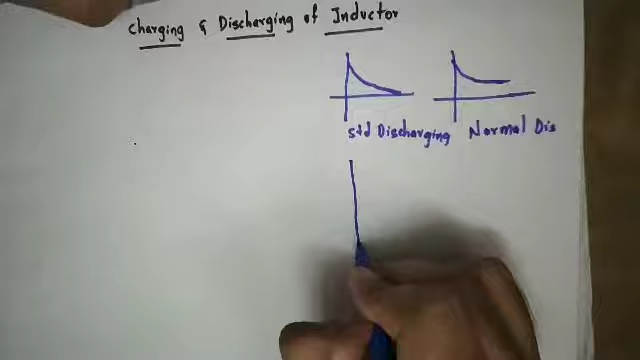 Charging & Discharging of Inductor
std Discharging
Normal Dis